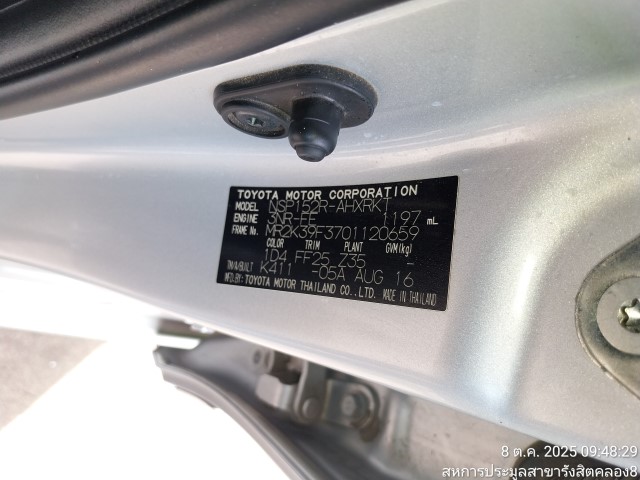 TOYOTA MOTOR CORPORATION
MODEL NSP152R-AHXRKT
ENGINE 3NR-FE 1197 mL
FRAME No. MR2K39F3701120659
COLOR TRIM PLANT GVM(kg)
1D4 FF25 Z35 -
TM/A/BUILT K411 -05A AUG 16
MFD.BY: TOYOTA MOTOR THAILAND CO.,LTD. MADE IN THAILAND
8 ต.ค. 2025 09:48:29
สหการประมูลสาขารังสิตคลอง8